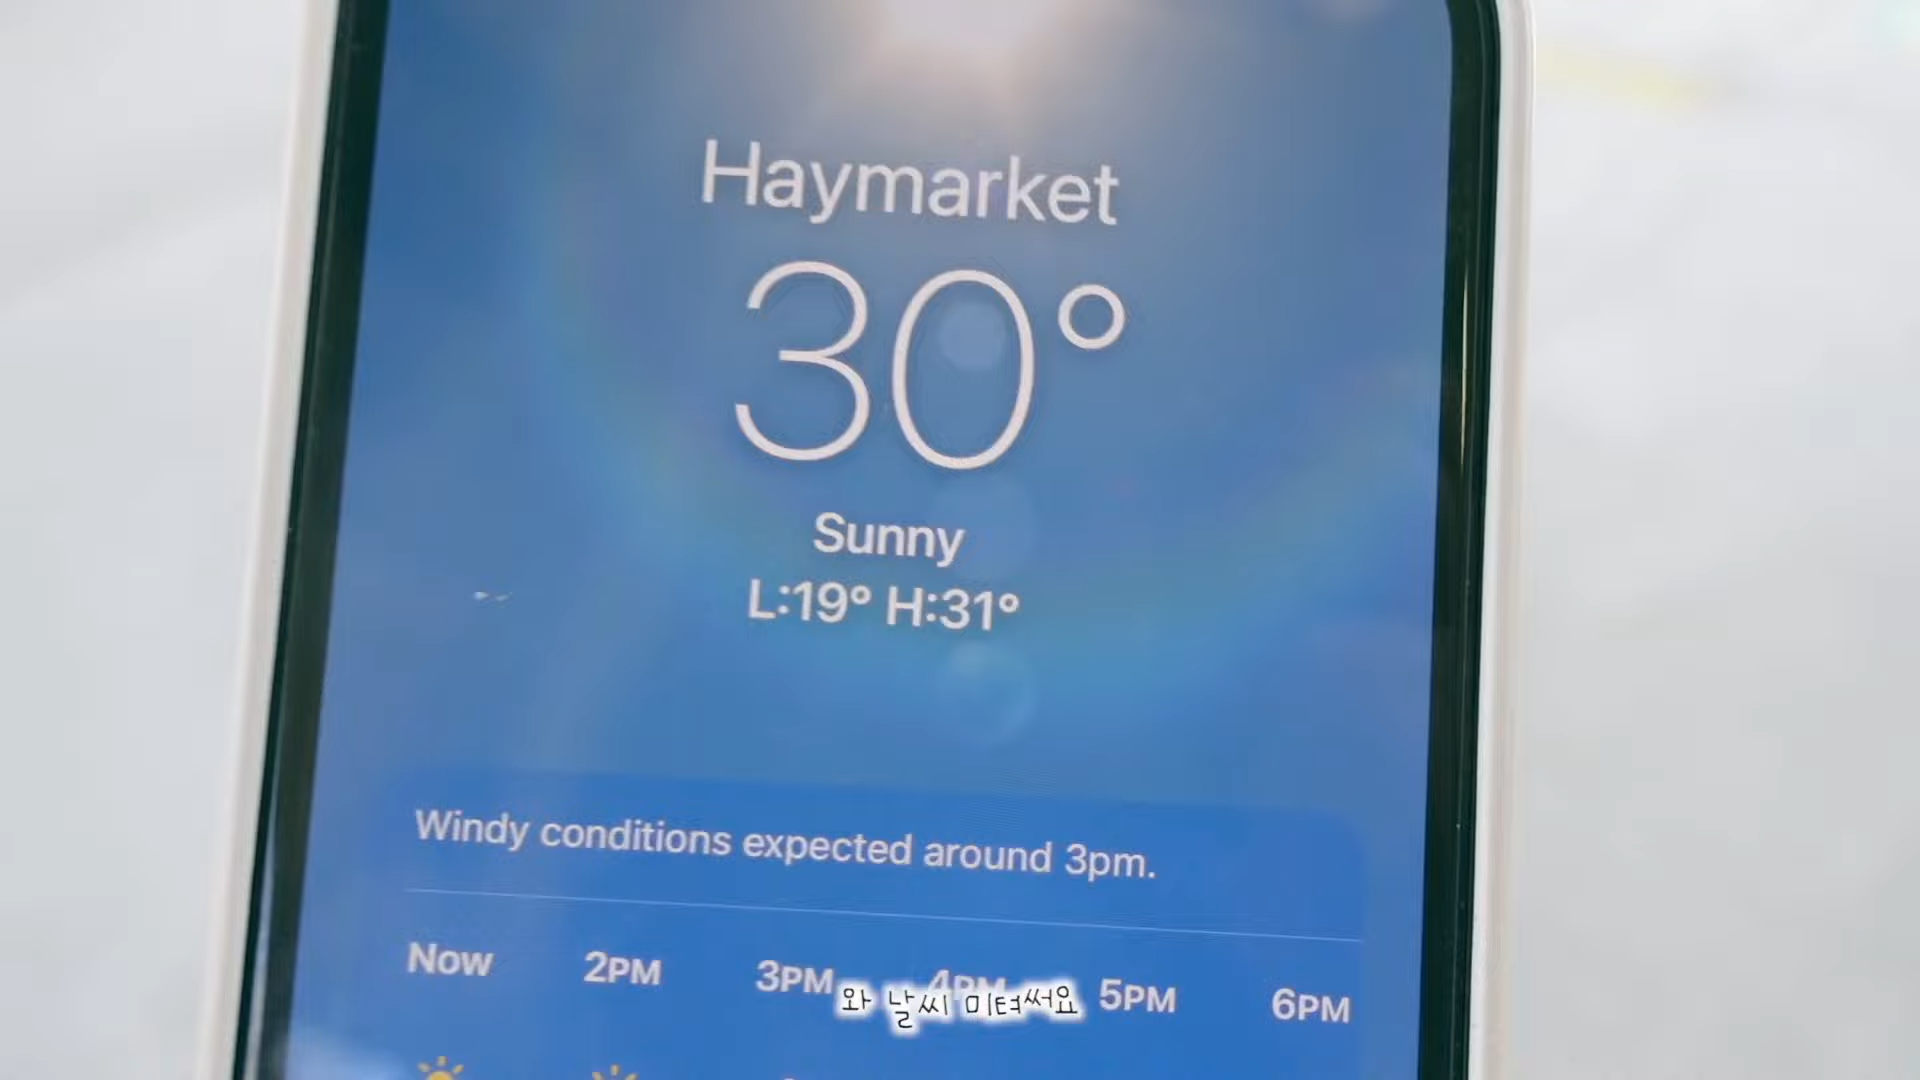 Haymarket
30°
Sunny
L:19° H:31°
Windy conditions expected around 3pm.
Now 2PM 3PM 4PM 5PM 6PM
와 날씨 미텨써요